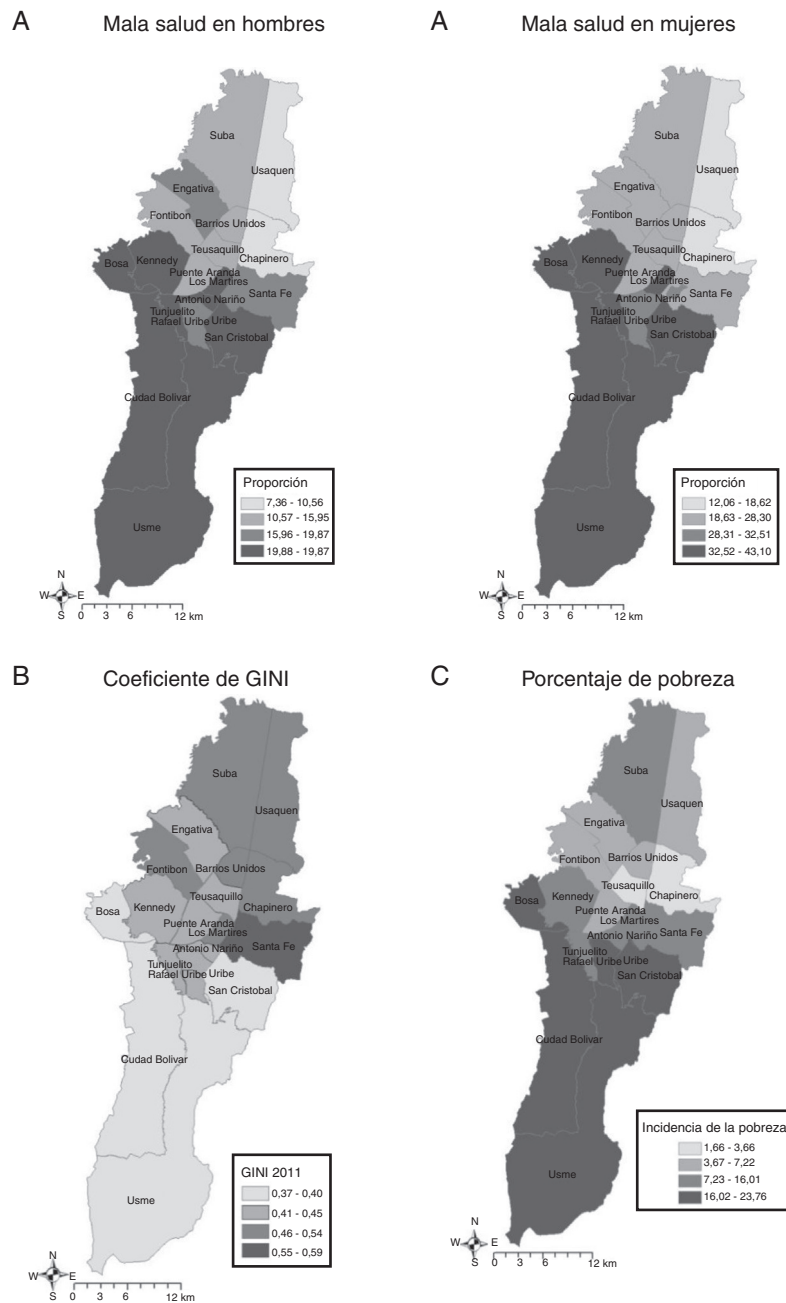 A Mala salud en hombres
Suba
Usaquen
Engativa
Fontibon
Barrios Unidos
Teusaquillo
Chapinero
Bosa
Kennedy
Puente Aranda
Los Martires
Santa Fe
Antonio Nariño
Tunjuelito
Rafael Uribe Uribe
San Cristobal
Cudad Bolivar
Usme
Proporción
7,36 - 10,56
10,57 - 15,95
15,96 - 19,87
19,88 - 19,87
N
W E
S
0 3 6 12 km
A Mala salud en mujeres
Suba
Usaquen
Engativa
Fontibon
Barrios Unidos
Teusaquillo
Chapinero
Bosa
Kennedy
Puente Aranda
Los Martires
Santa Fe
Antonio Nariño
Tunjuelito
Rafael Uribe Uribe
San Cristobal
Cudad Bolivar
Usme
Proporción
12,06 - 18,62
18,63 - 28,30
28,31 - 32,51
32,52 - 43,10
N
W E
S
0 3 6 12 km
B Coeficiente de GINI
Suba
Usaquen
Engativa
Fontibon
Barrios Unidos
Teusaquillo
Chapinero
Bosa
Kennedy
Puente Aranda
Los Martires
Santa Fe
Antonio Nariño
Tunjuelito
Rafael Uribe Uribe
San Cristobal
Cudad Bolivar
Usme
GINI 2011
0,37 - 0,40
0,41 - 0,45
0,46 - 0,54
0,55 - 0,59
N
W E
S
0 3 6 12 km
C Porcentaje de pobreza
Suba
Usaquen
Engativa
Fontibon
Barrios Unidos
Teusaquillo
Chapinero
Bosa
Kennedy
Puente Aranda
Los Martires
Santa Fe
Antonio Nariño
Tunjuelito
Rafael Uribe Uribe
San Cristobal
Cudad Bolivar
Usme
Incidencia de la pobreza
1,66 - 3,66
3,67 - 7,22
7,23 - 16,01
16,02 - 23,76
N
W E
S
0 3 6 12 km